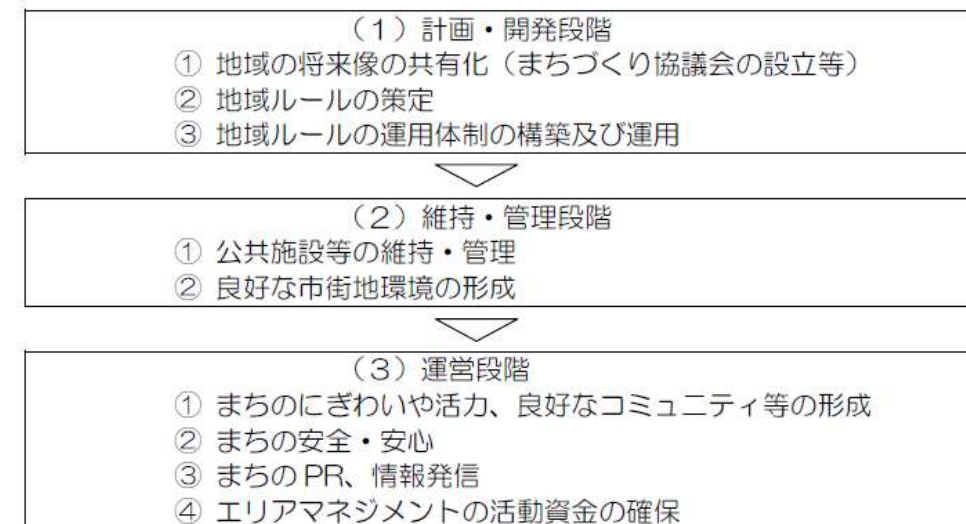 （1）計画・開発段階
① 地域の将来像の共有化（まちづくり協議会の設立等）
② 地域ルールの策定
③ 地域ルールの運用体制の構築及び運用
（2）維持・管理段階
① 公共施設等の維持・管理
② 良好な市街地環境の形成
（3）運営段階
① まちのにぎわいや活力、良好なコミュニティ等の形成
② まちの安全・安心
③ まちの PR、情報発信
④ エリアマネジメントの活動資金の確保